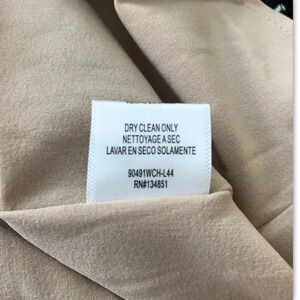 DRY CLEAN ONLY
NETTOYAGE A SEC
LAVAR EN SECO SOLAMENTE
90491WCH-L44
RN#134851